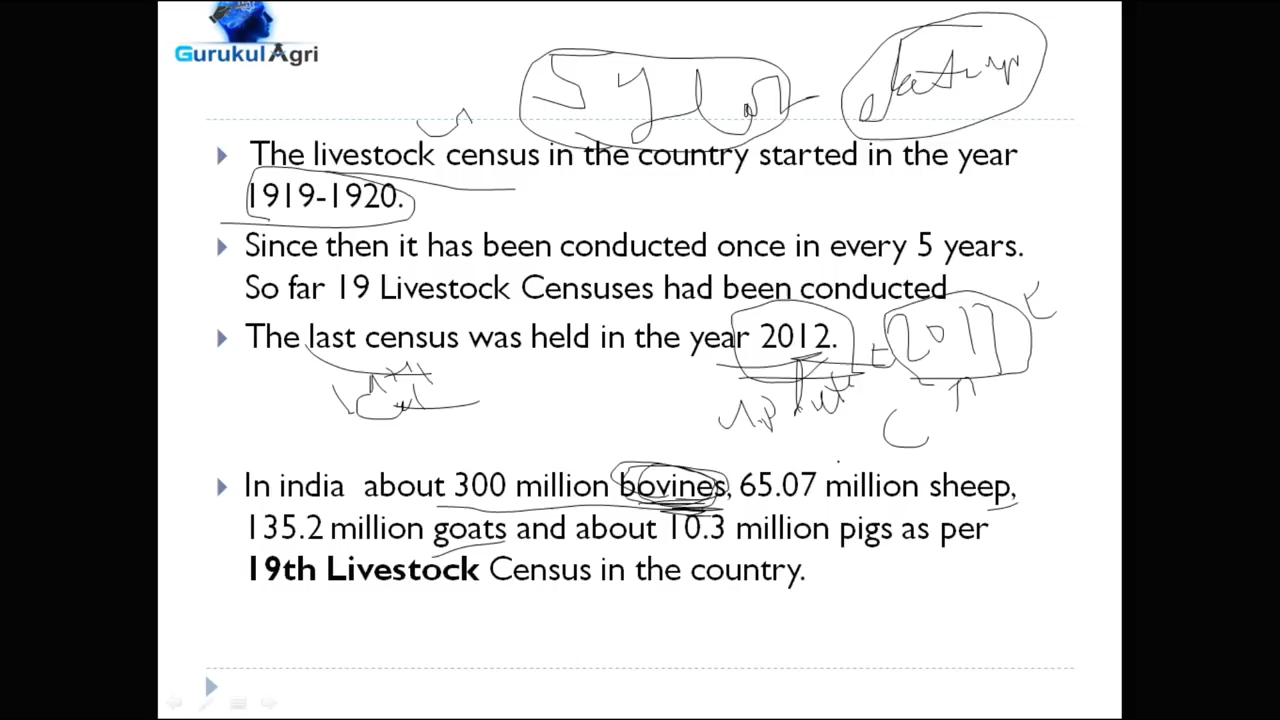 Gurukul Agri
The livestock census in the country started in the year
1919-1920.
Since then it has been conducted once in every 5 years.
So far 19 Livestock Censuses had been conducted
The last census was held in the year 2012. 2017
In india about 300 million bovines, 65.07 million sheep,
135.2 million goats and about 10.3 million pigs as per
19th Livestock Census in the country.